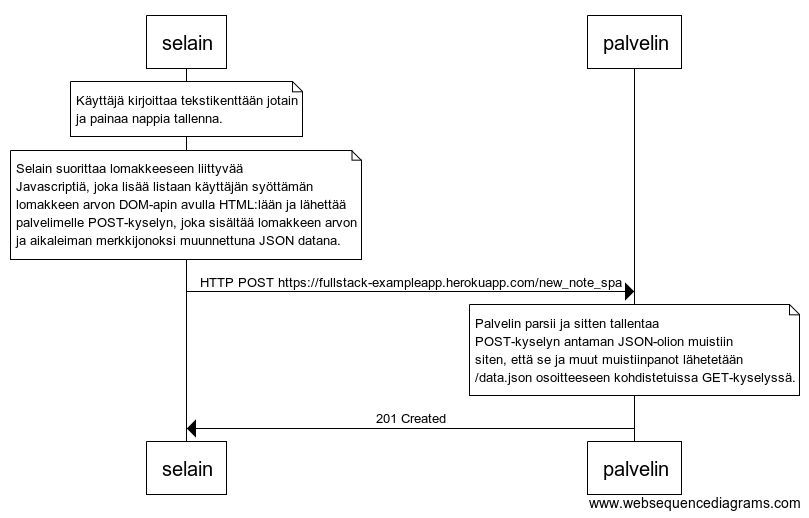 selain
palvelin
Käyttäjä kirjoittaa tekstikenttään jotain
ja painaa nappia tallenna.
Selain suorittaa lomakkeeseen liittyvää
Javascriptiä, joka lisää listaan käyttäjän syöttämän
lomakkeen arvon DOM-apin avulla HTML:lään ja lähettää
palvelimelle POST-kyselyn, joka sisältää lomakkeen arvon
ja aikaleiman merkkijonoksi muunnettuna JSON datana.
HTTP POST https://fullstack-exampleapp.herokuapp.com/new_note_spa
Palvelin parsii ja sitten tallentaa
POST-kyselyn antaman JSON-olion muistiin
siten, että se ja muut muistiinpanot lähetetään
/data.json osoitteeseen kohdistetuissa GET-kyselyssä.
201 Created
selain
palvelin
www.websequencediagrams.com